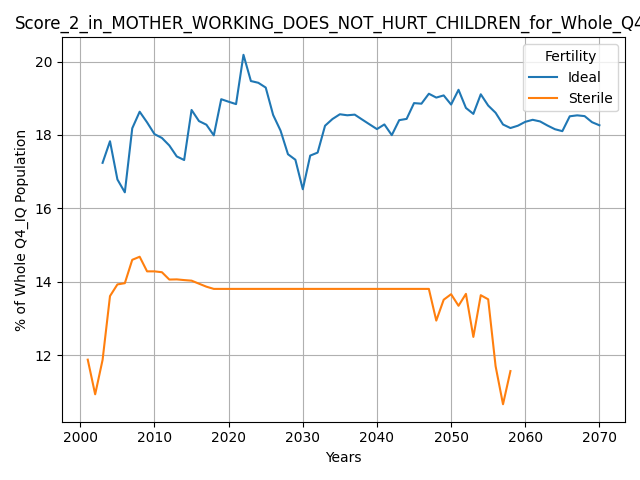 Score_2_in_MOTHER_WORKING_DOES_NOT_HURT_CHILDREN_for_Whole_Q4
Fertility
Ideal
Sterile
% of Whole Q4_IQ Population
20
18
16
14
12
2000 2010 2020 2030 2040 2050 2060 2070
Years